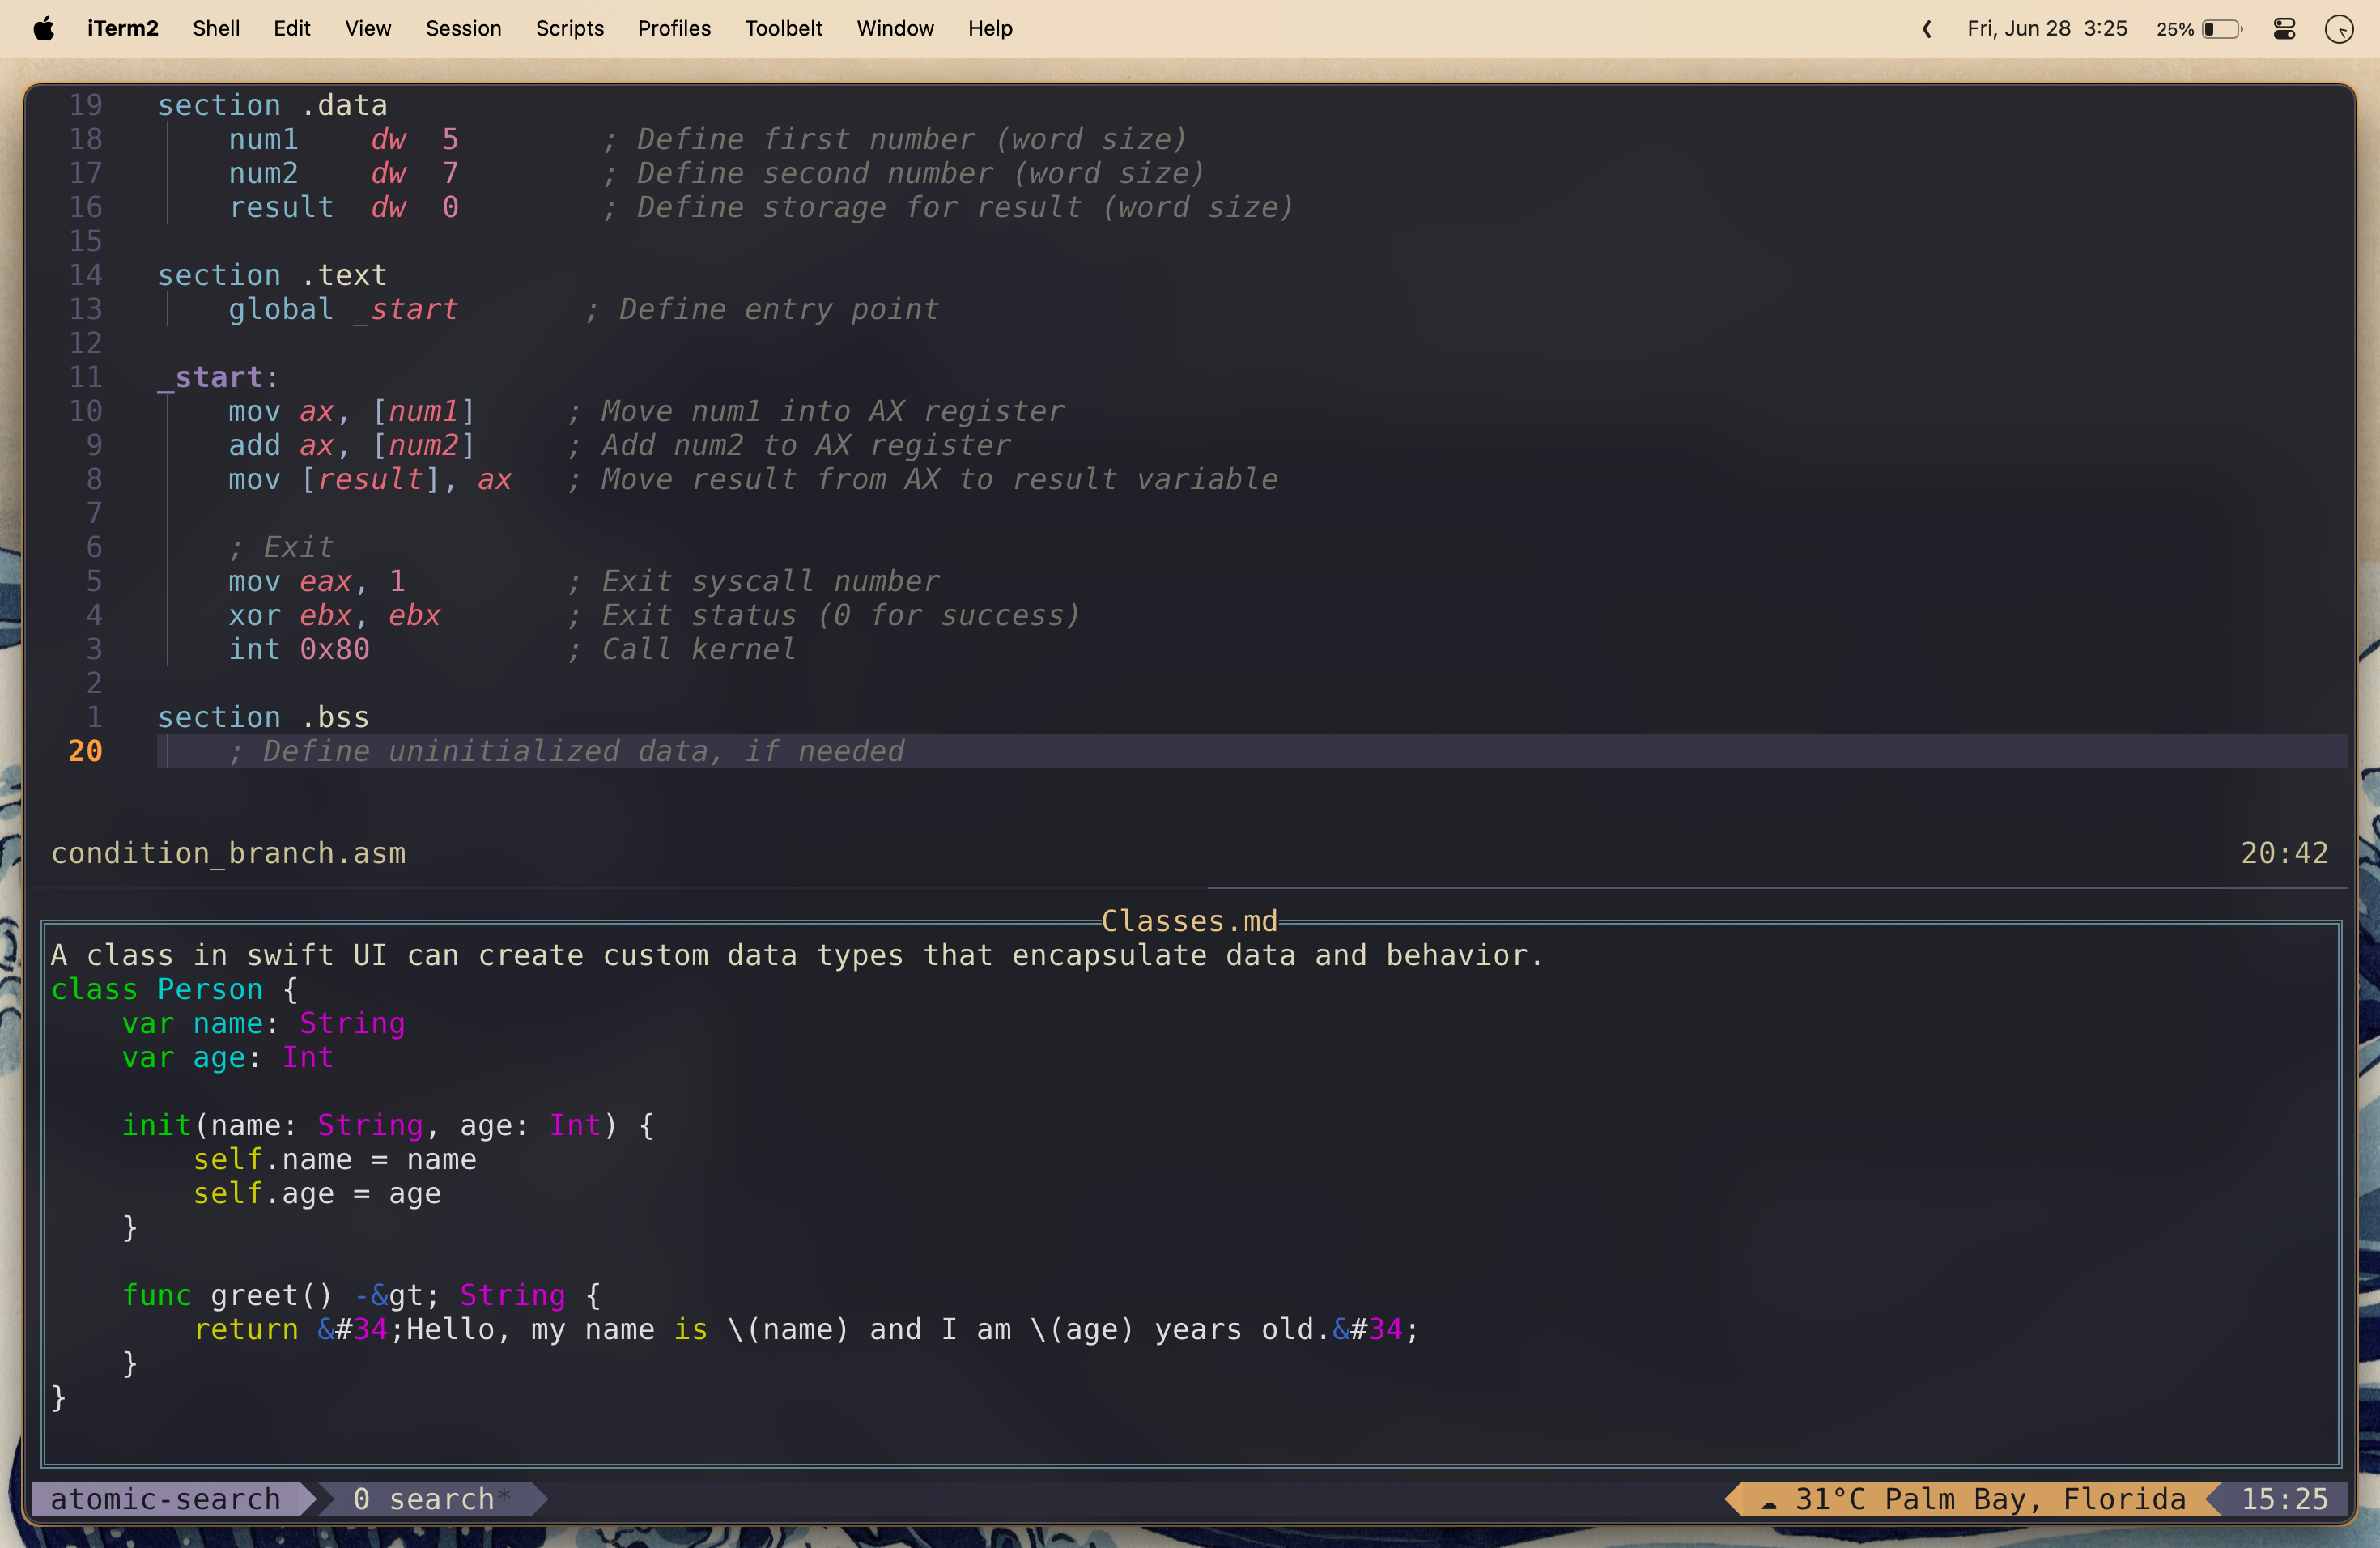 iTerm2 Shell Edit View Session Scripts Profiles Toolbelt Window Help Fri, Jun 28 3:25 25%
19 section .data
18 num1 dw 5 ; Define first number (word size)
17 num2 dw 7 ; Define second number (word size)
16 result dw 0 ; Define storage for result (word size)
15
14 section .text
13 global _start ; Define entry point
12
11 _start:
10 mov ax, [num1] ; Move num1 into AX register
9 add ax, [num2] ; Add num2 to AX register
8 mov [result], ax ; Move result from AX to result variable
7
6 ; Exit
5 mov eax, 1 ; Exit syscall number
4 xor ebx, ebx ; Exit status (0 for success)
3 int 0x80 ; Call kernel
2
1 section .bss
20 ; Define uninitialized data, if needed
condition_branch.asm 20:42
Classes.md
A class in swift UI can create custom data types that encapsulate data and behavior.
class Person {
    var name: String
    var age: Int

    init(name: String, age: Int) {
        self.name = name
        self.age = age
    }

    func greet() -&gt; String {
        return &#34;Hello, my name is \(name) and I am \(age) years old.&#34;
    }
}
atomic-search 0 search* 31°C Palm Bay, Florida 15:25